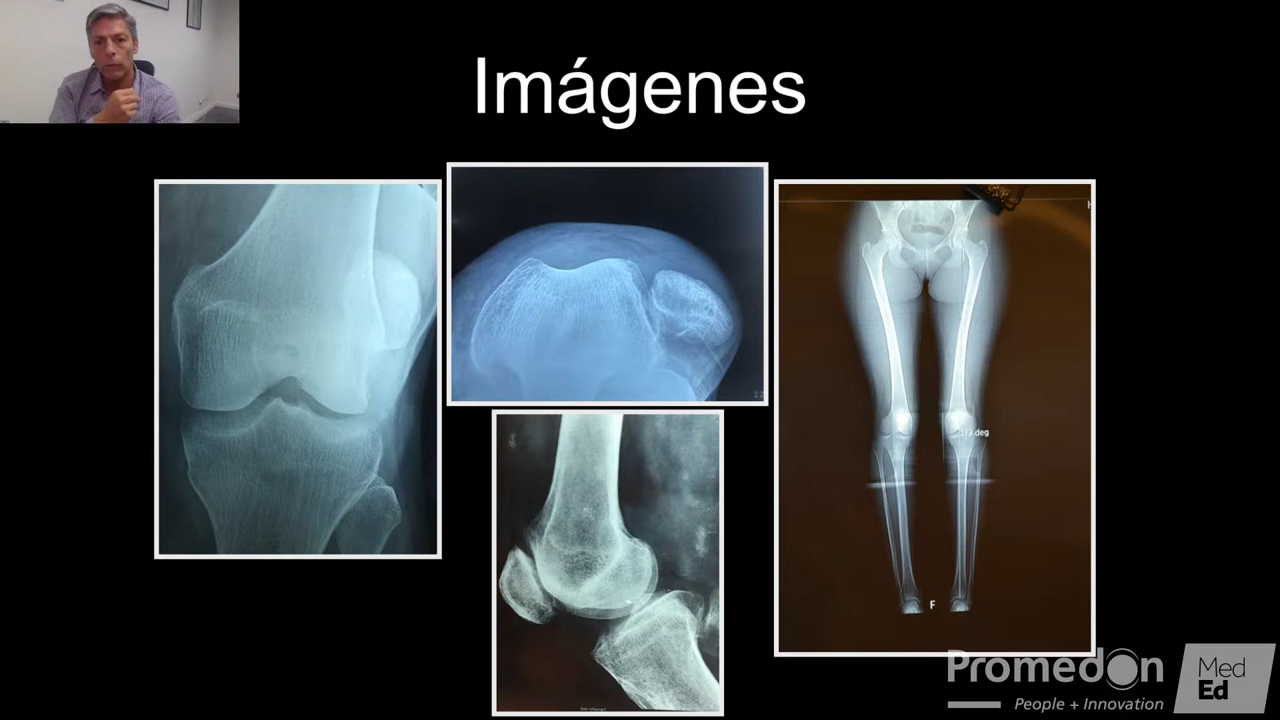 Imágenes
179 deg
F
Promedon
People + Innovation
Med
Ed